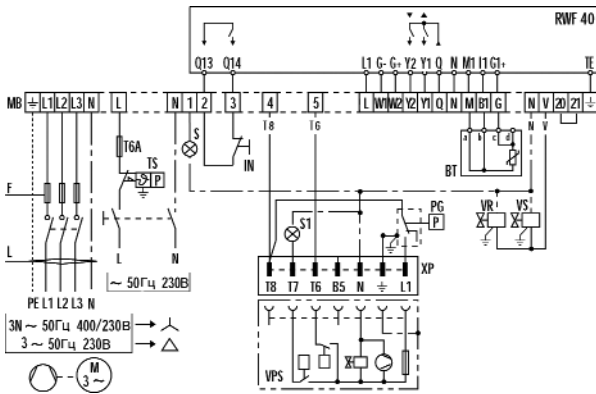 RWF 40
Q13 Q14 L1 G- G+ Y2 Y1 Q N M1 I1 G1+ TE
MB L1 L2 L3 N L N 1 2 3 4 5 L W1 W2 Y2 Y1 Q N M B1 G N V 20 21
T8 T6 N V
a b c d
S
T6A
TS
IN
BT
F
P
PG
P
VR VS
S1
L
L N
XP
~ 50Гц 230В
T8 T7 T6 B5 N L1
PE L1 L2 L3 N
3N ~ 50Гц 400/230В
3 ~ 50Гц 230В
VPS
M
3 ~